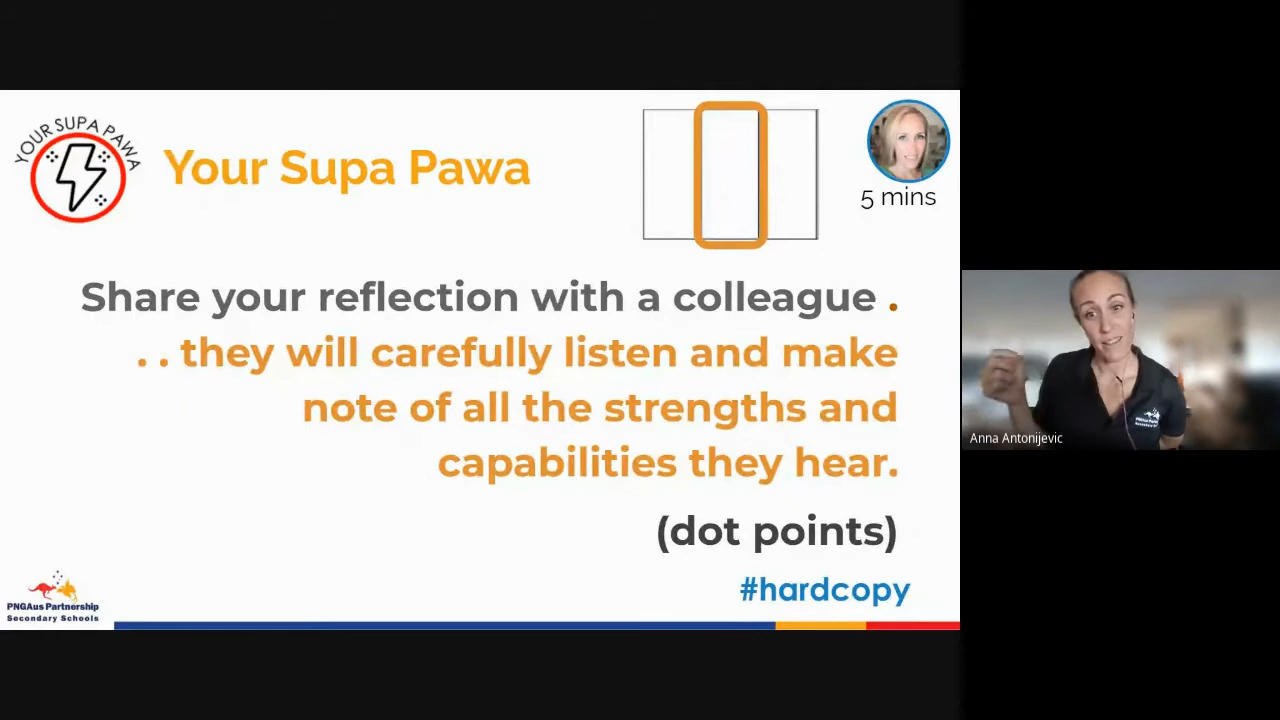 YOUR SUPA PAWA
Your Supa Pawa
5 mins
Share your reflection with a colleague .
. . they will carefully listen and make
note of all the strengths and
capabilities they hear.
(dot points)
#hardcopy
PNGAus Partnership
Secondary Schools
Anna Antonijevic